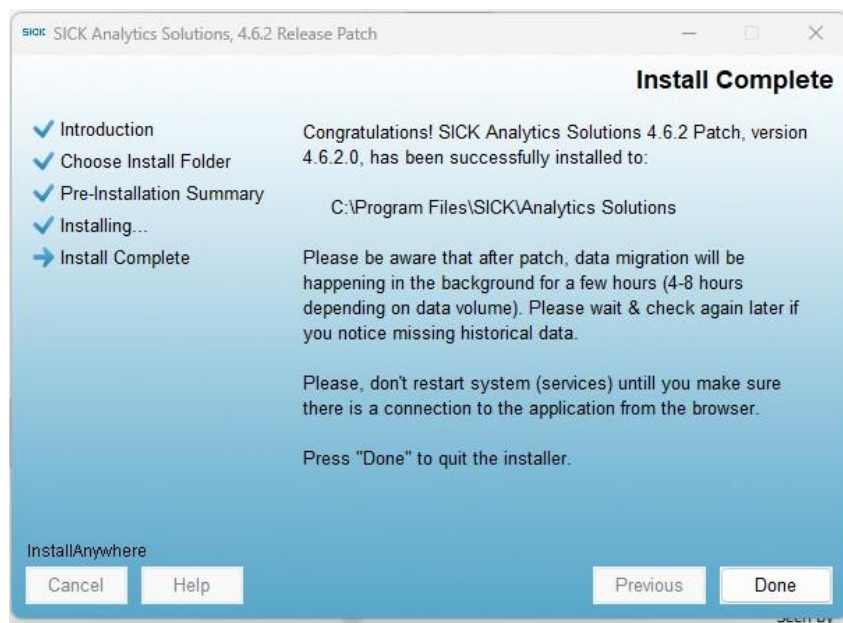 SICK SICK Analytics Solutions, 4.6.2 Release Patch
Install Complete
Introduction
Choose Install Folder
Pre-Installation Summary
Installing...
Install Complete
Congratulations! SICK Analytics Solutions 4.6.2 Patch, version
4.6.2.0, has been successfully installed to:
C:\Program Files\SICK\Analytics Solutions
Please be aware that after patch, data migration will be
happening in the background for a few hours (4-8 hours
depending on data volume). Please wait & check again later if
you notice missing historical data.
Please, don't restart system (services) untill you make sure
there is a connection to the application from the browser.
Press "Done" to quit the installer.
InstallAnywhere
Cancel Help Previous Done